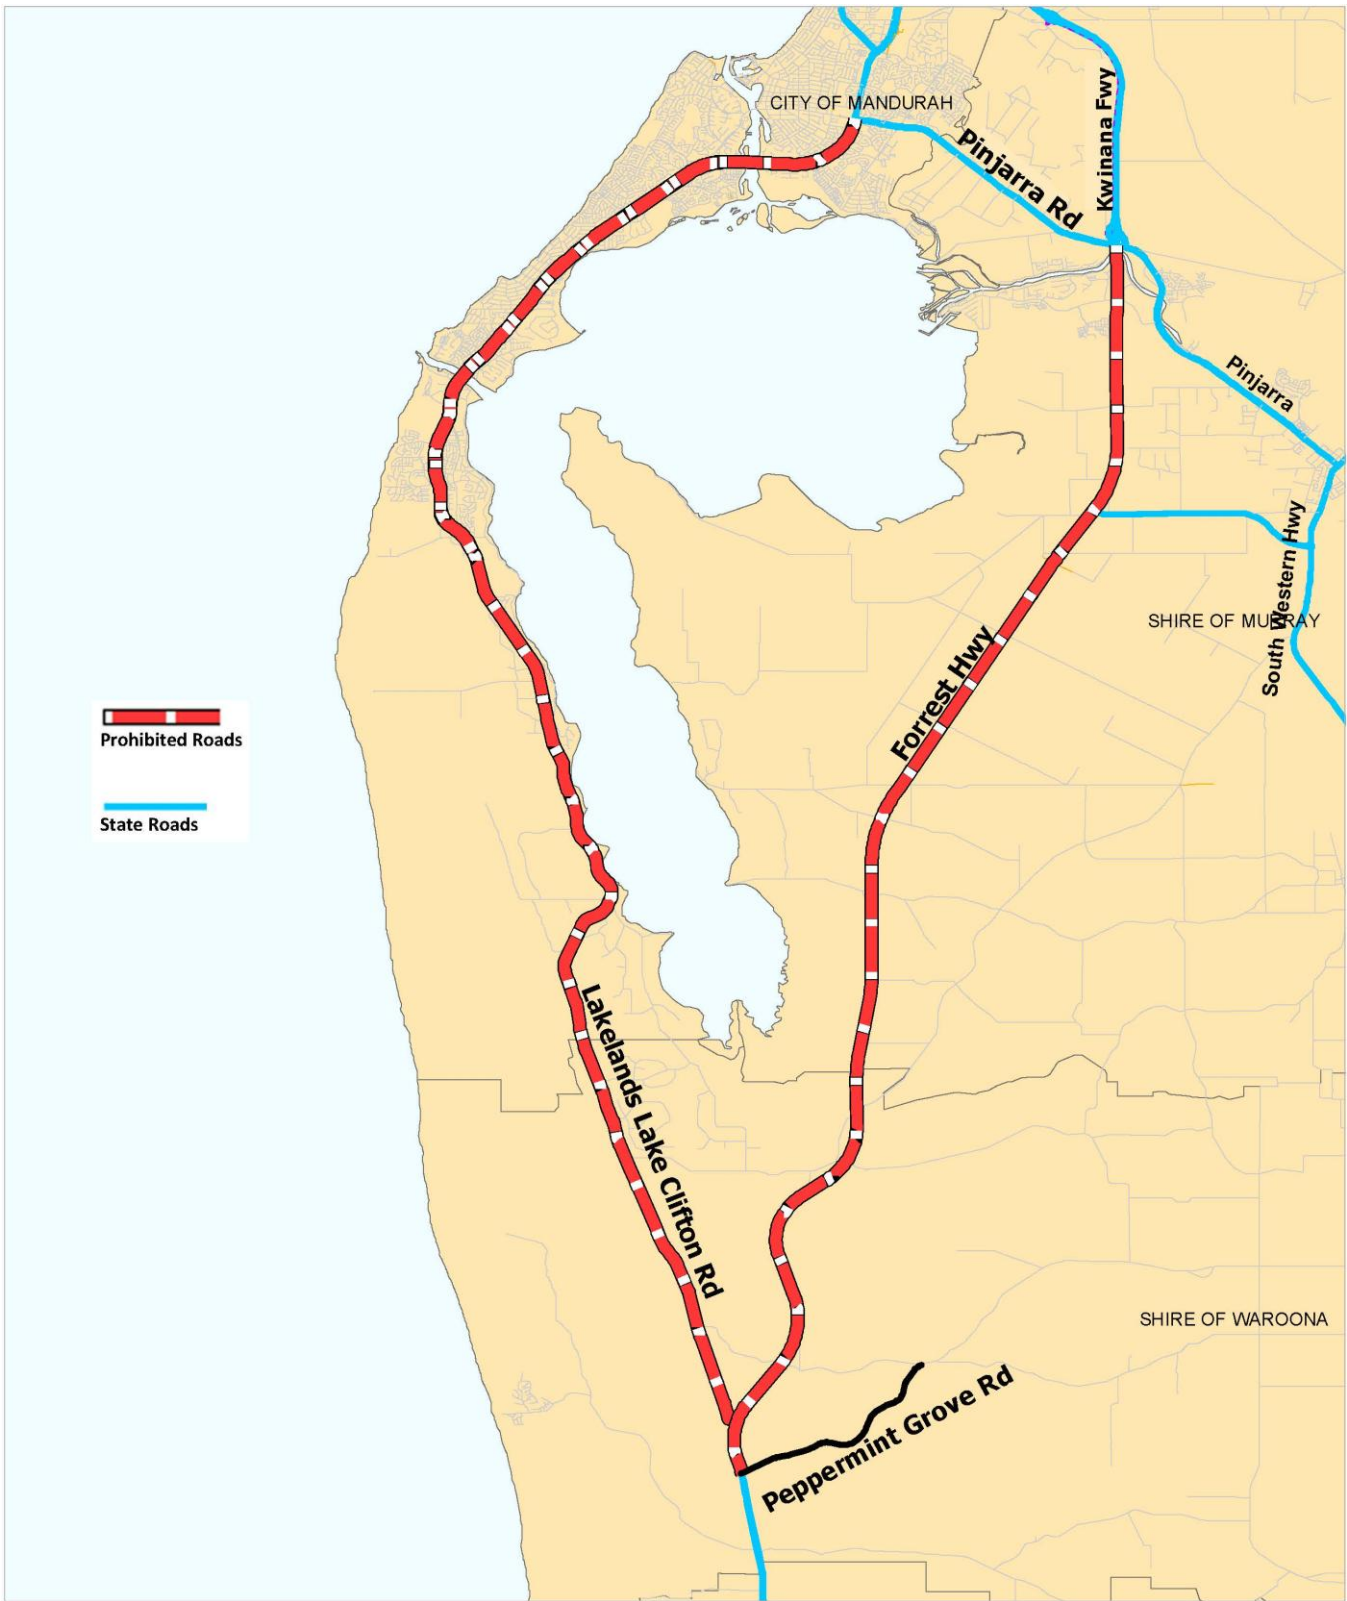 CITY OF MANDURAH
Kwinana Fwy
Pinjarra Rd
Pinjarra
South Western Hwy
SHIRE OF MURRAY
Forrest Hwy
Prohibited Roads
State Roads
Lakelands Lake Clifton Rd
SHIRE OF WAROONA
Peppermint Grove Rd